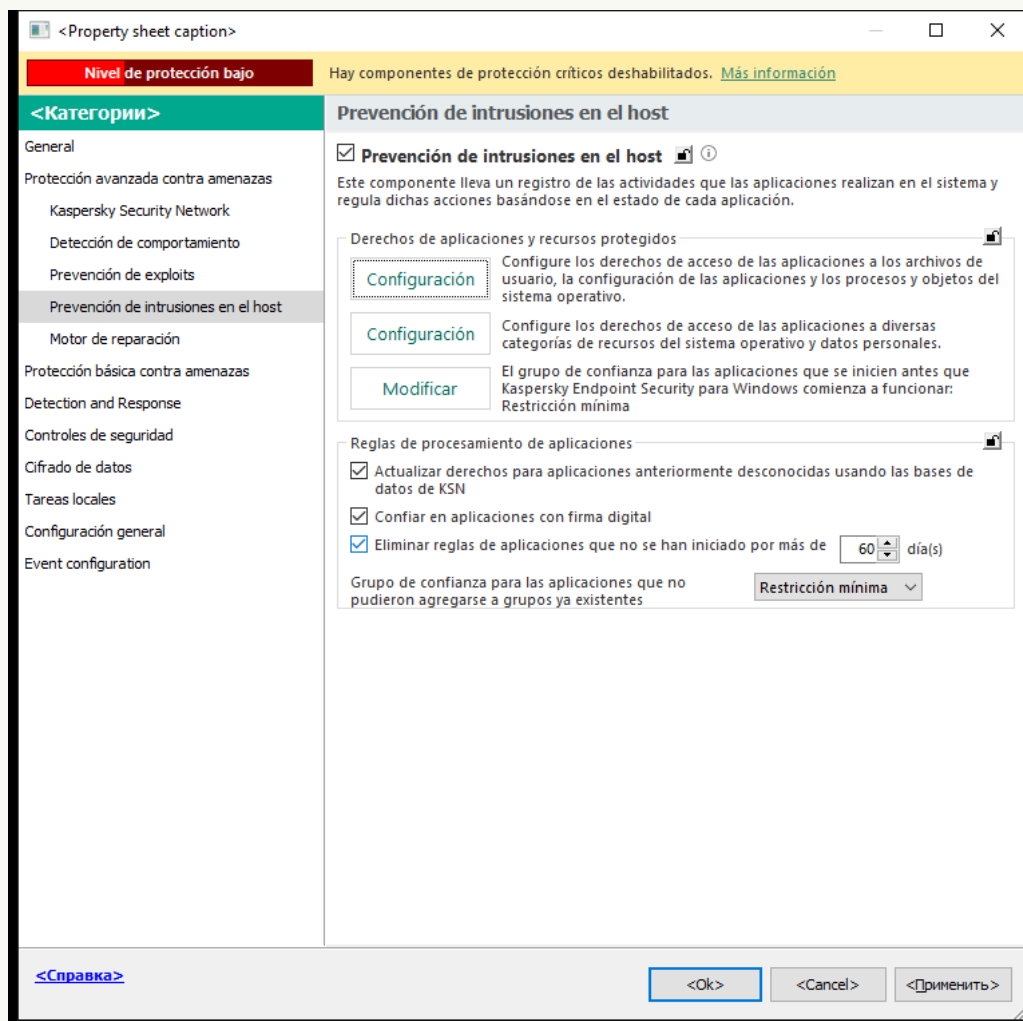 <Property sheet caption>
Nivel de protección bajo
Hay componentes de protección críticos deshabilitados. Más información
<Категории>
General
Protección avanzada contra amenazas
Kaspersky Security Network
Detección de comportamiento
Prevención de exploits
Prevención de intrusiones en el host
Motor de reparación
Protección básica contra amenazas
Detection and Response
Controles de seguridad
Cifrado de datos
Tareas locales
Configuración general
Event configuration
Prevención de intrusiones en el host
Prevención de intrusiones en el host
Este componente lleva un registro de las actividades que las aplicaciones realizan en el sistema y
regula dichas acciones basándose en el estado de cada aplicación.
Derechos de aplicaciones y recursos protegidos
Configuración
Configure los derechos de acceso de las aplicaciones a los archivos de
usuario, la configuración de las aplicaciones y los procesos y objetos del
sistema operativo.
Configuración
Configure los derechos de acceso de las aplicaciones a diversas
categorías de recursos del sistema operativo y datos personales.
Modificar
El grupo de confianza para las aplicaciones que se inicien antes que
Kaspersky Endpoint Security para Windows comienza a funcionar:
Restricción mínima
Reglas de procesamiento de aplicaciones
Actualizar derechos para aplicaciones anteriormente desconocidas usando las bases de
datos de KSN
Confiar en aplicaciones con firma digital
Eliminar reglas de aplicaciones que no se han iniciado por más de 60 día(s)
Grupo de confianza para las aplicaciones que no
pudieron agregarse a grupos ya existentes
Restricción mínima
<Справка>
<Ok>
<Cancel>
<Применить>